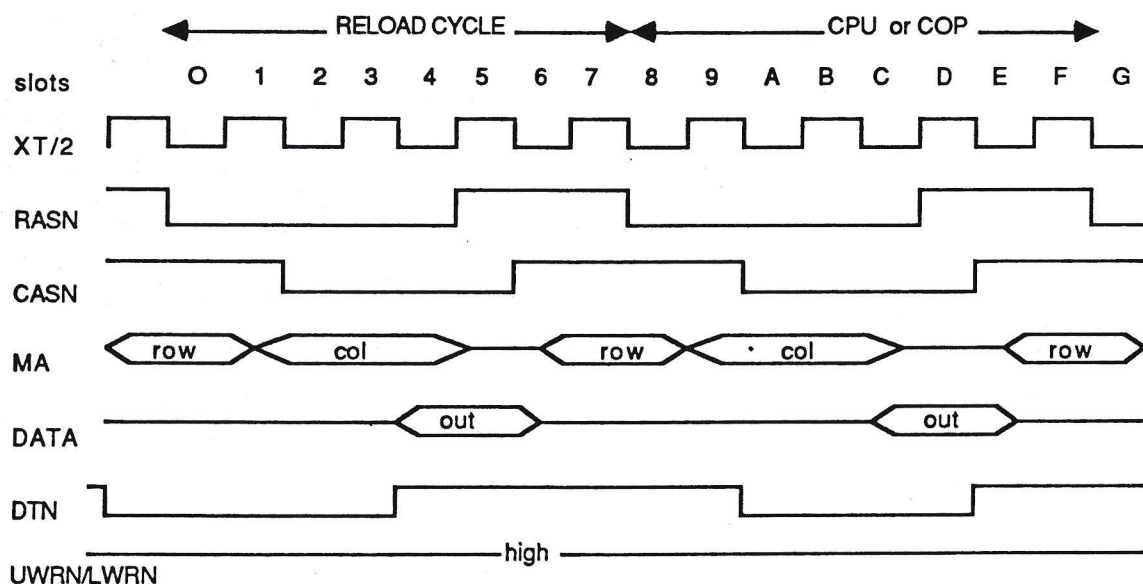 RELOAD CYCLE CPU or COP
slots O 1 2 3 4 5 6 7 8 9 A B C D E F G
XT/2
RASN
CASN
MA row col row col row
DATA out out
DTN
high
UWRN/LWRN